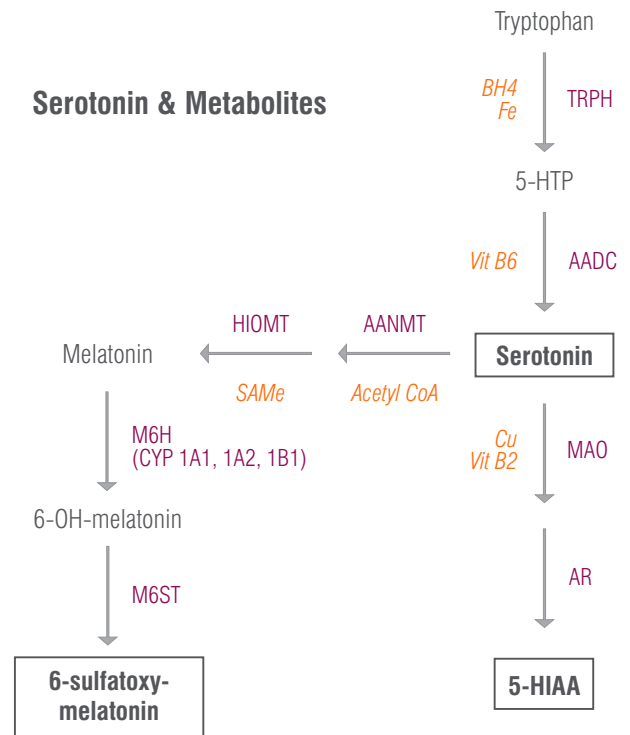 Tryptophan
Serotonin & Metabolites
BH4
Fe
TRPH
5-HTP
Vit B6
AADC
HIOMT
AANMT
Melatonin
Serotonin
SAMe
Acetyl CoA
M6H
(CYP 1A1, 1A2, 1B1)
Cu
Vit B2
MAO
6-OH-melatonin
M6ST
AR
6-sulfatoxy-
melatonin
5-HIAA